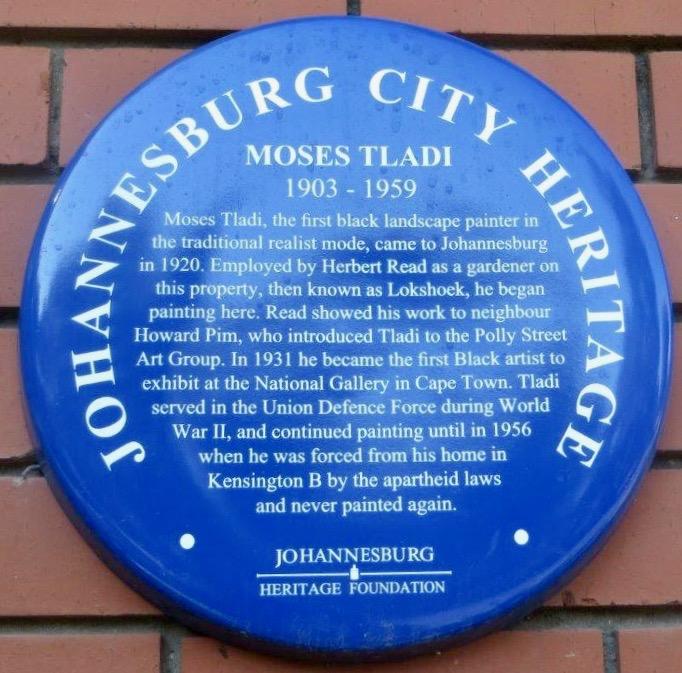 JOHANNESBURG CITY HERITAGE
MOSES TLADI
1903 - 1959
Moses Tladi, the first black landscape painter in
the traditional realist mode, came to Johannesburg
in 1920. Employed by Herbert Read as a gardener on
this property, then known as Lokshoek, he began
painting here. Read showed his work to neighbour
Howard Pim, who introduced Tladi to the Polly Street
Art Group. In 1931 he became the first Black artist to
exhibit at the National Gallery in Cape Town. Tladi
served in the Union Defence Force during World
War II, and continued painting until in 1956
when he was forced from his home in
Kensington B by the apartheid laws
and never painted again.
JOHANNESBURG
HERITAGE FOUNDATION